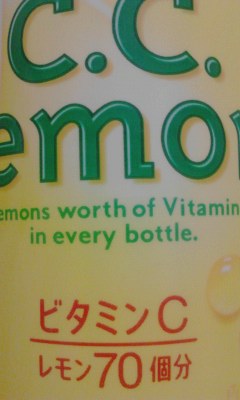 C.C.
emon
emons worth of Vitamin
in every bottle.
ビタミンC
レモン70個分